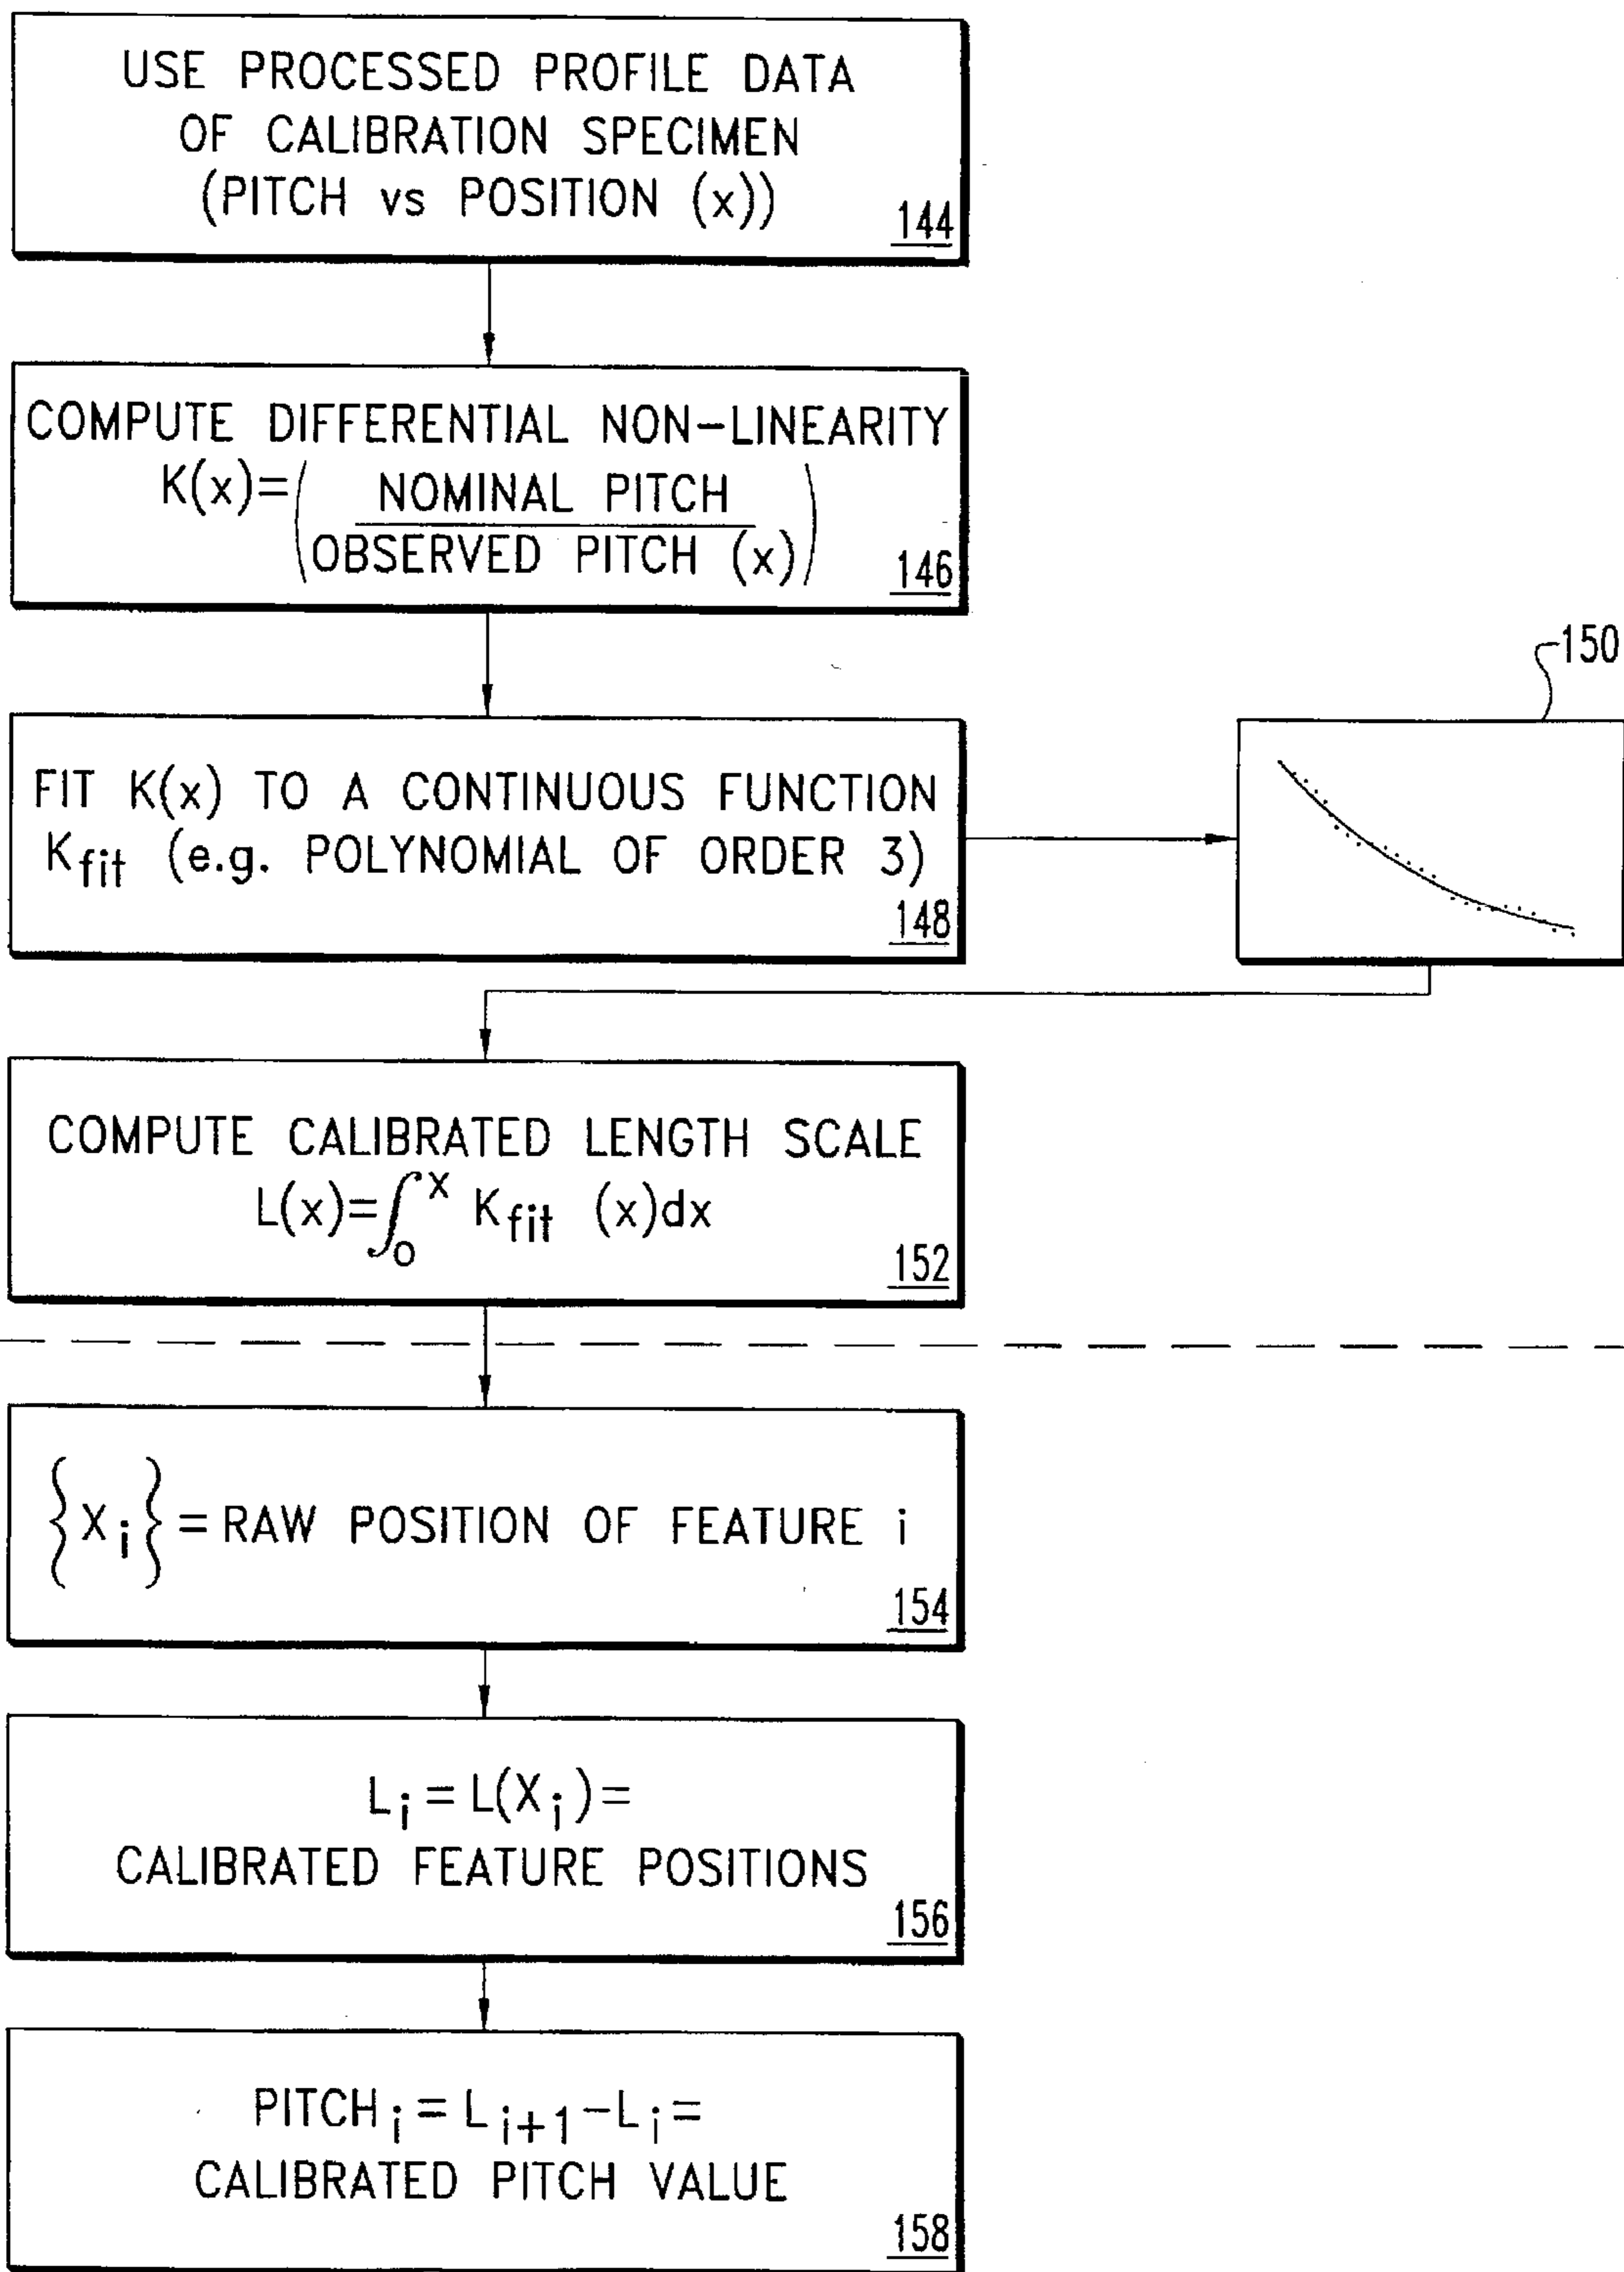 USE PROCESSED PROFILE DATA
OF CALIBRATION SPECIMEN
(PITCH vs POSITION (x))
144
COMPUTE DIFFERENTIAL NON-LINEARITY
K(x)=(NOMINAL PITCH
OBSERVED PITCH (x))
146
150
FIT K(x) TO A CONTINUOUS FUNCTION
Kfit (e.g. POLYNOMIAL OF ORDER 3)
148
COMPUTE CALIBRATED LENGTH SCALE
L(x)=∫₀ˣ Kfit (x)dx
152
{Xi} = RAW POSITION OF FEATURE i
154
Li = L(Xi) =
CALIBRATED FEATURE POSITIONS
156
PITCHi = Li+1 - Li =
CALIBRATED PITCH VALUE
158